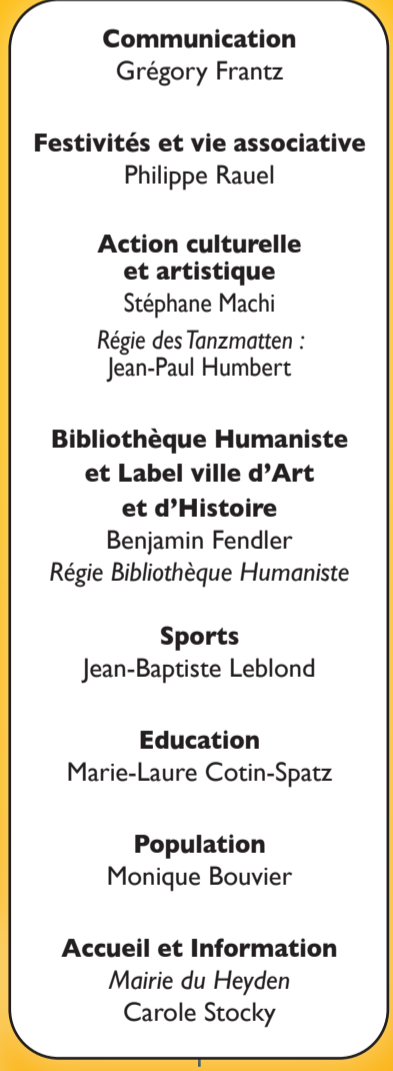 Communication
Grégory Frantz
Festivités et vie associative
Philippe Rauel
Action culturelle
et artistique
Stéphane Machi
Régie des Tanzmatten :
Jean-Paul Humbert
Bibliothèque Humaniste
et Label ville d’Art
et d’Histoire
Benjamin Fendler
Régie Bibliothèque Humaniste
Sports
Jean-Baptiste Leblond
Education
Marie-Laure Cotin-Spatz
Population
Monique Bouvier
Accueil et Information
Mairie du Heyden
Carole Stocky